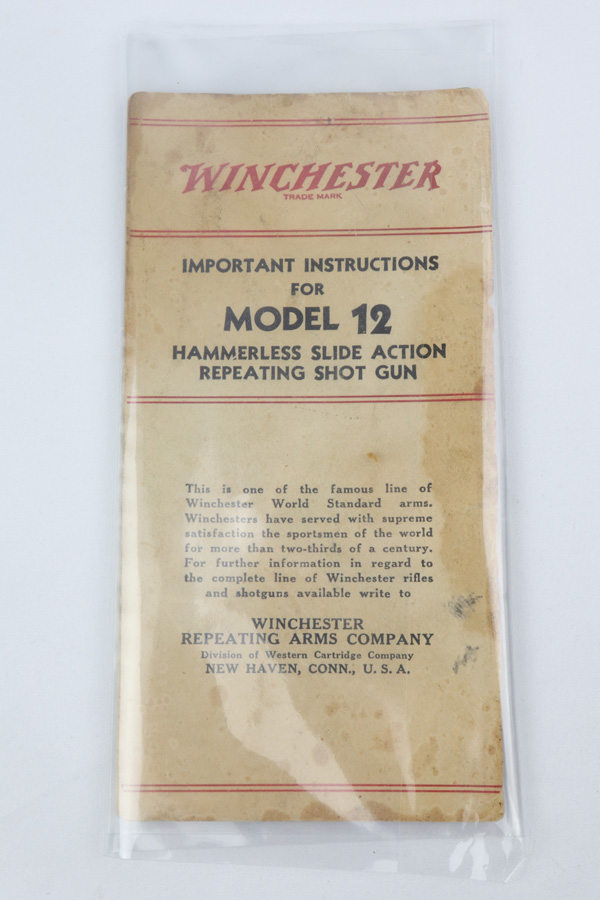 WINCHESTER
TRADE MARK
IMPORTANT INSTRUCTIONS
FOR
MODEL 12
HAMMERLESS SLIDE ACTION
REPEATING SHOT GUN
This is one of the famous line of
Winchester World Standard arms.
Winchesters have served with supreme
satisfaction the sportsmen of the world
for more than two-thirds of a century.
For further information in regard to
the complete line of Winchester rifles
and shotguns available write to
WINCHESTER
REPEATING ARMS COMPANY
Division of Western Cartridge Company
NEW HAVEN, CONN., U. S. A.